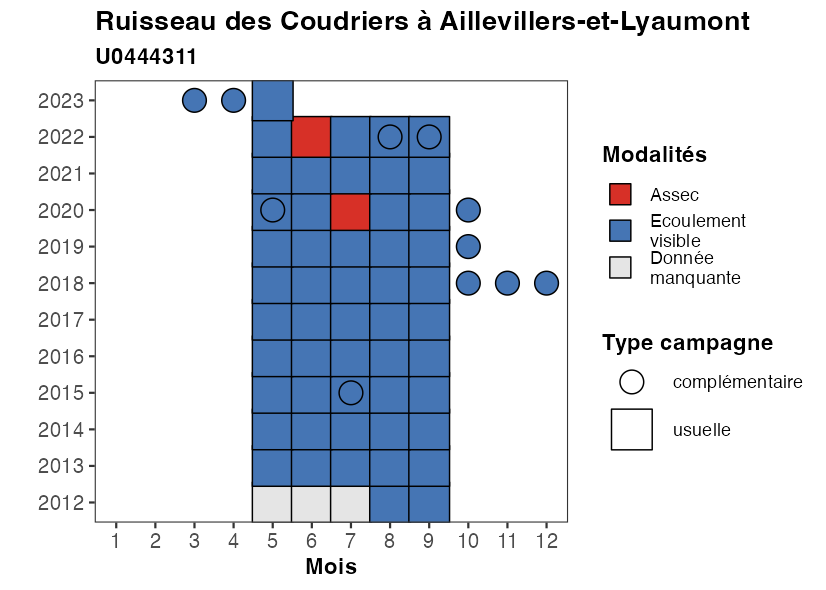 Ruisseau des Coudriers à Aillevillers-et-Lyaumont
U0444311
2023
2022
2021
2020
2019
2018
2017
2016
2015
2014
2013
2012
1 2 3 4 5 6 7 8 9 10 11 12
Mois
Modalités
Assec
Ecoulement
visible
Donnée
manquante
Type campagne
complémentaire
usuelle